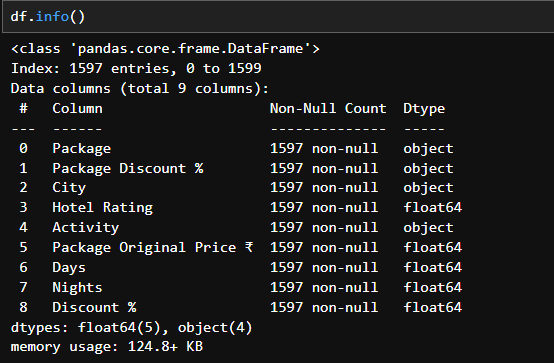 df.info()
<class 'pandas.core.frame.DataFrame'>
Index: 1597 entries, 0 to 1599
Data columns (total 9 columns):
 #   Column                    Non-Null Count  Dtype
---  ------                    --------------  -----
 0   Package                   1597 non-null   object
 1   Package Discount %        1597 non-null   object
 2   City                      1597 non-null   object
 3   Hotel Rating              1597 non-null   float64
 4   Activity                  1597 non-null   object
 5   Package Original Price ₹  1597 non-null   float64
 6   Days                      1597 non-null   float64
 7   Nights                    1597 non-null   float64
 8   Discount %                1597 non-null   float64
dtypes: float64(5), object(4)
memory usage: 124.8+ KB